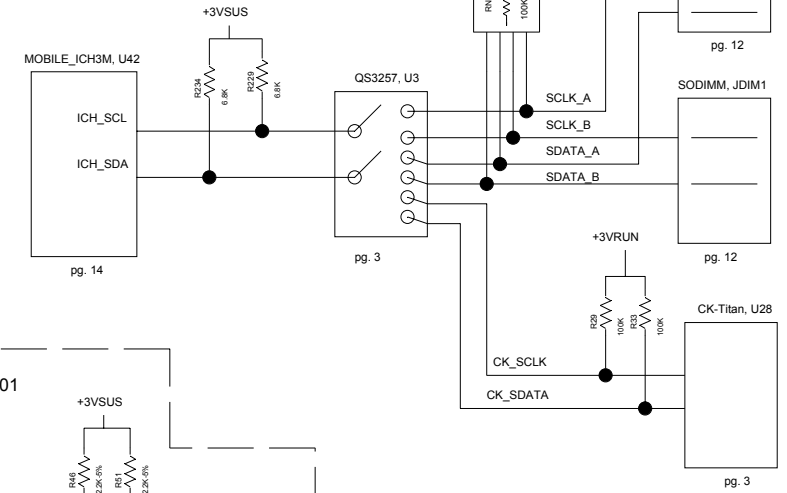 +3VSUS
RN
100K
pg. 12
MOBILE_ICH3M, U42
R234
6.8K
R229
6.8K
QS3257, U3
SODIMM, JDIM1
SCLK_A
ICH_SCL
SCLK_B
SDATA_A
ICH_SDA
SDATA_B
+3VRUN
pg. 14
pg. 3
pg. 12
CK-Titan, U28
R29
100K
R33
100K
CK_SCLK
01
CK_SDATA
+3VSUS
R46
2.2K-5%
R51
2.2K-5%
pg. 3